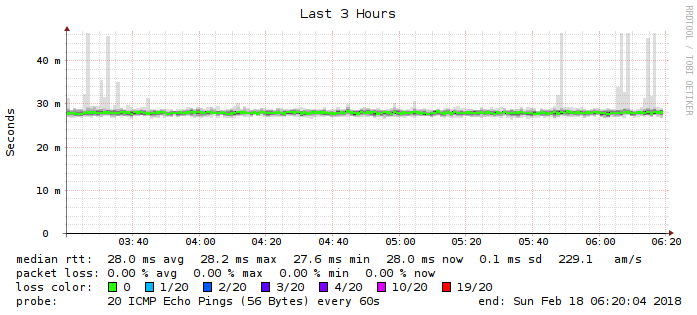 Last 3 Hours
RRDTOOL / TOBI OETIKER
Seconds
40 m
30 m
20 m
10 m
0
03:40 04:00 04:20 04:40 05:00 05:20 05:40 06:00 06:20
median rtt: 28.0 ms avg 28.2 ms max 27.6 ms min 28.0 ms now 0.1 ms sd 229.1 am/s
packet loss: 0.00 % avg 0.00 % max 0.00 % min 0.00 % now
loss color: 0 1/20 2/20 3/20 4/20 10/20 19/20
probe: 20 ICMP Echo Pings (56 Bytes) every 60s end: Sun Feb 18 06:20:04 2018